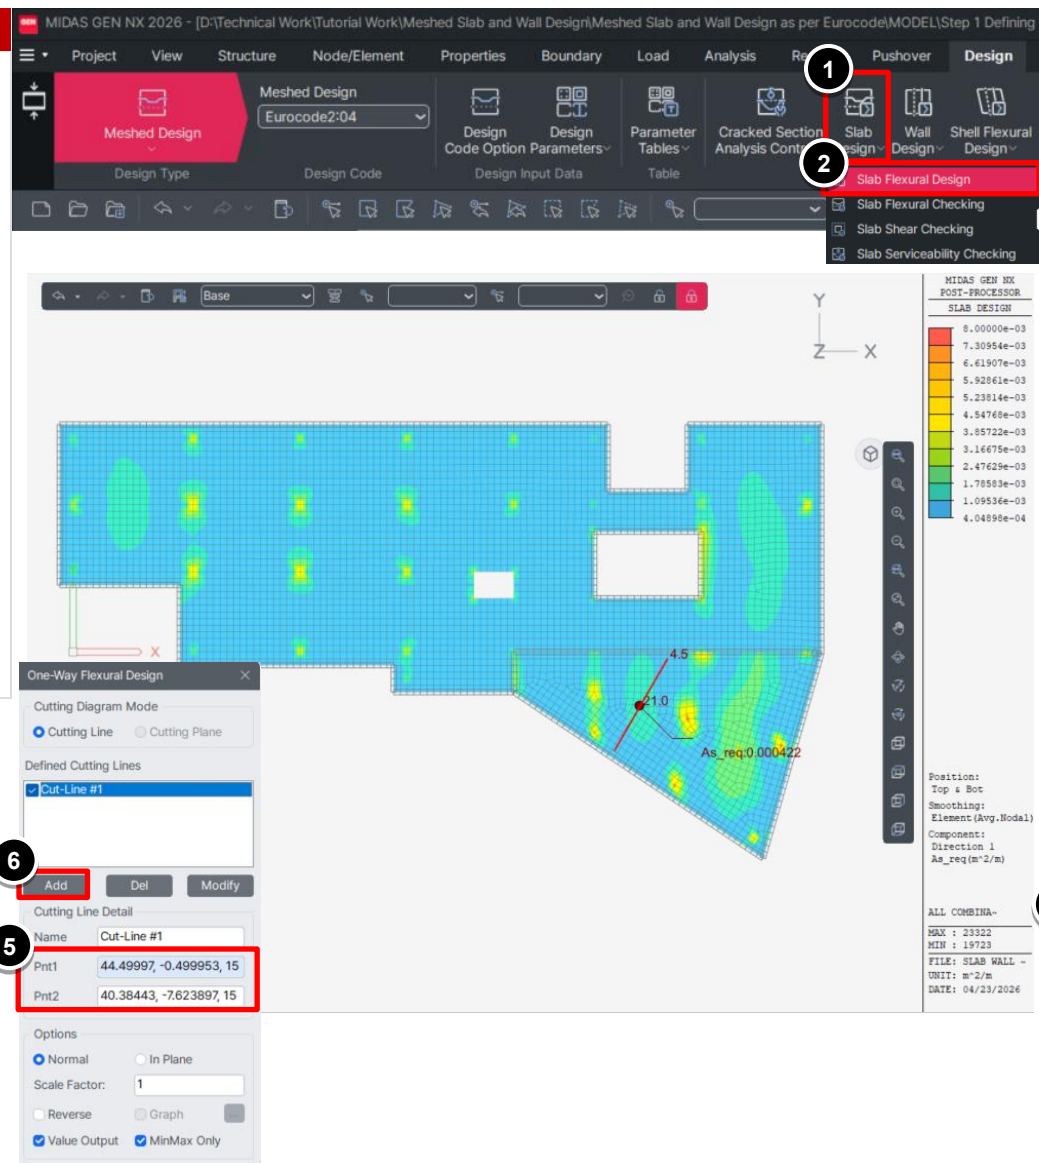 MIDAS GEN NX 2026 - [D:\Technical Work\Tutorial Work\Meshed Slab and Wall Design\Meshed Slab and Wall Design as per Eurocode\MODEL\Step 1 Defining
Project View Structure Node/Element Properties Boundary Load Analysis Re Pushover Design
1
Meshed Design
Design Type
Meshed Design
Eurocode2:04
Design Code
Design Code Option
Design Parameters
Design Input Data
Parameter Tables
Table
Cracked Section Analysis Cont
Slab esign
Wall Design
Shell Flexural Design
2
Slab Flexural Design
Slab Flexural Checking
Slab Shear Checking
Slab Serviceability Checking
Base
Y
Z X
MIDAS GEN NX
POST-PROCESSOR
SLAB DESIGN
8.00000e-03
7.30954e-03
6.61907e-03
5.92861e-03
5.23814e-03
4.54768e-03
3.85722e-03
3.16675e-03
2.47629e-03
1.78583e-03
1.09536e-03
4.04898e-04
X
4.5
21.0
As_req:0.000422
Position:
Top & Bot
Smoothing:
Element(Avg.Nodal)
Component:
Direction 1
As_req(m^2/m)
ALL COMBINA~
MAX : 23322
MIN : 19723
FILE: SLAB WALL ~
UNIT: m^2/m
DATE: 04/23/2026
One-Way Flexural Design
Cutting Diagram Mode
Cutting Line Cutting Plane
Defined Cutting Lines
Cut-Line #1
6
Add Del Modify
Cutting Line Detail
5
Name Cut-Line #1
Pnt1 44.49997, -0.499953, 15
Pnt2 40.38443, -7.623897, 15
Options
Normal In Plane
Scale Factor: 1
Reverse Graph ...
Value Output MinMax Only